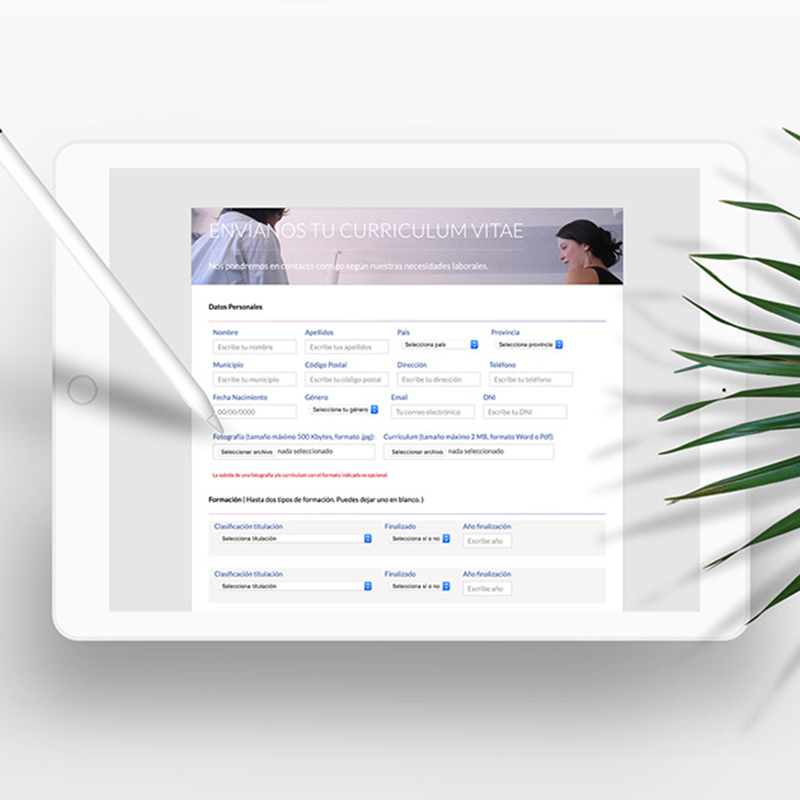 ENVÍANOS TU CURRICULUM VITAE
Nos pondremos en contacto contigo según nuestras necesidades laborales.
Datos Personales
Nombre Apellidos País Provincia
Escribe tu nombre Escribe tus apellidos Selecciona país Selecciona provincia
Municipio Código Postal Dirección Teléfono
Escribe tu municipio Escribe tu código postal Escribe tu dirección Escribe tu teléfono
Fecha Nacimiento Género Email DNI
00/00/0000 Selecciona tu género Tu correo electrónico Escribe tu DNI
Fotografía (tamaño máximo 500 Kbytes, formato .jpg): Currículum (tamaño máximo 2 MB, formato Word o Pdf):
Seleccionar archivo nada seleccionado Seleccionar archivo nada seleccionado
La subida de una fotografía y/o currículum con el formato indicado es opcional.
Formación ( Hasta dos tipos de formación. Puedes dejar uno en blanco. )
Clasificación titulación Finalizado Año finalización
Selecciona titulación Selecciona sí o no Escribe año
Clasificación titulación Finalizado Año finalización
Selecciona titulación Selecciona sí o no Escribe año